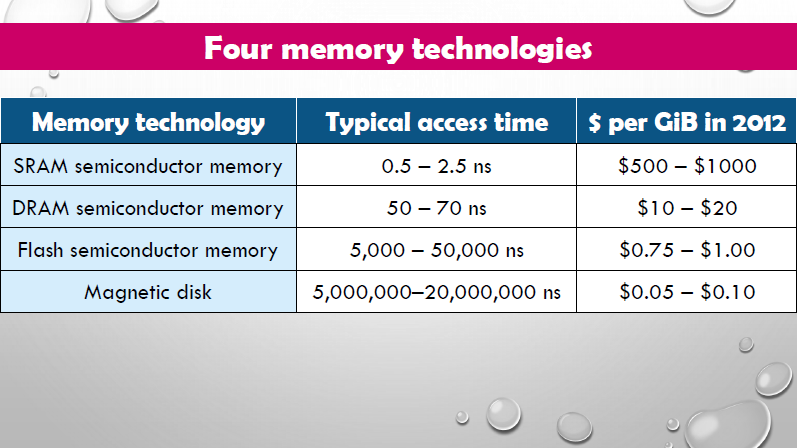 Four memory technologies
Memory technology Typical access time $ per GiB in 2012
SRAM semiconductor memory 0.5 – 2.5 ns $500 – $1000
DRAM semiconductor memory 50 – 70 ns $10 – $20
Flash semiconductor memory 5,000 – 50,000 ns $0.75 – $1.00
Magnetic disk 5,000,000–20,000,000 ns $0.05 – $0.10